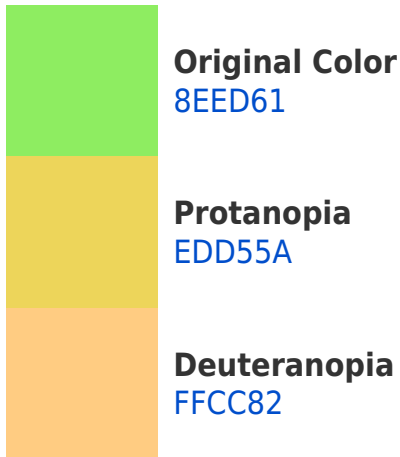 Original Color
8EED61
Protanopia
EDD55A
Deuteranopia
FFCC82